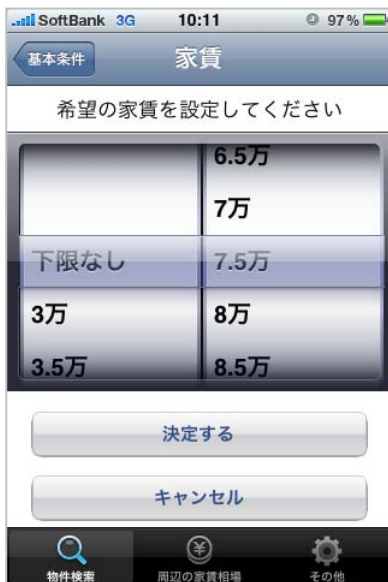 SoftBank 3G 10:11 97%
基本条件 家賃
希望の家賃を設定してください
6.5万
7万
下限なし 7.5万
3万 8万
3.5万 8.5万
決定する
キャンセル
物件検索 周辺の家賃相場 その他